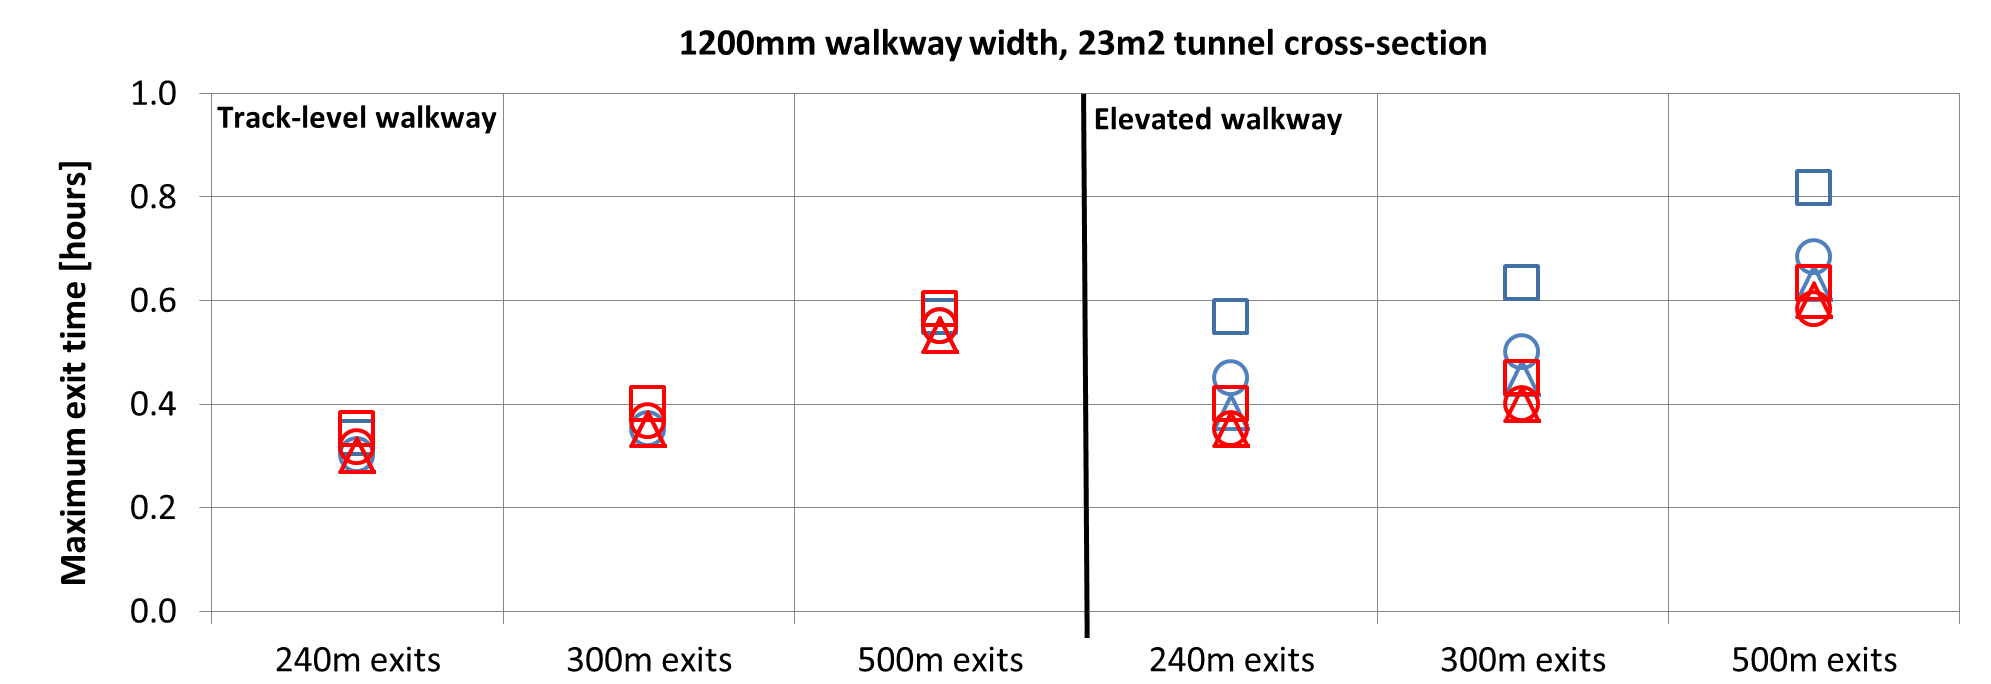 1200mm walkway width, 23m2 tunnel cross-section
Maximum exit time [hours]
1.0
0.8
0.6
0.4
0.2
0.0
Track-level walkway
Elevated walkway
240m exits
300m exits
500m exits
240m exits
300m exits
500m exits